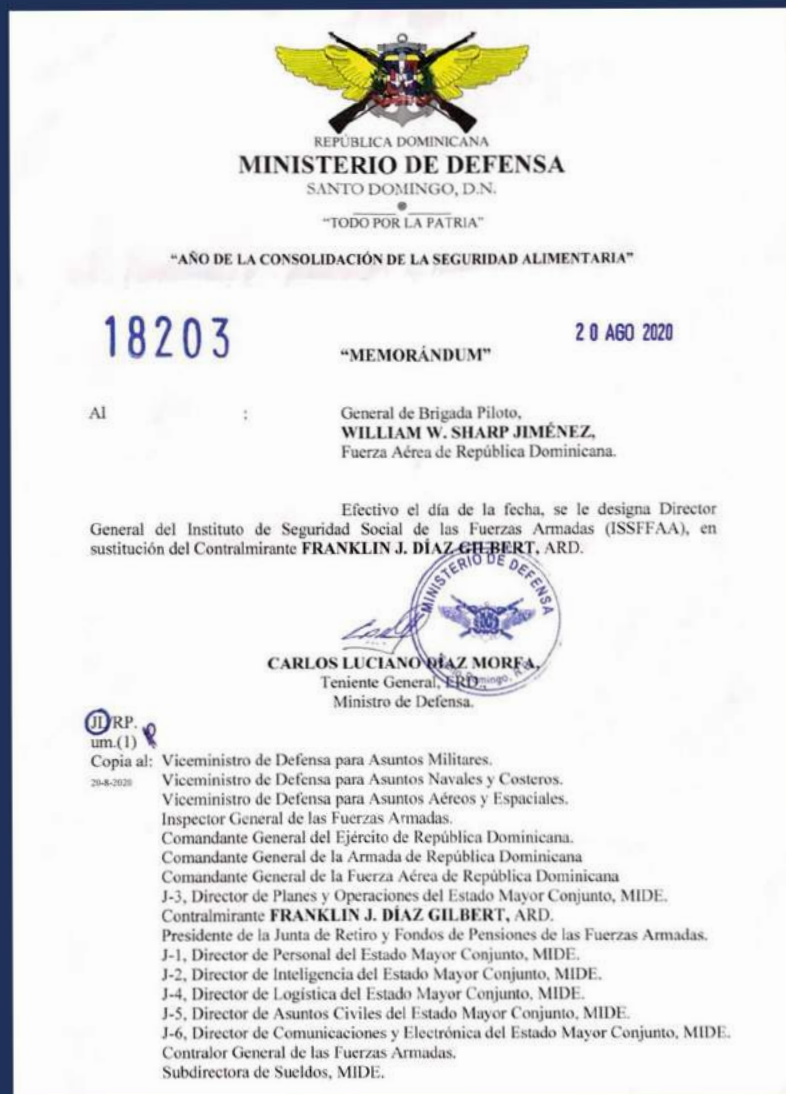 REPÚBLICA DOMINICANA
MINISTERIO DE DEFENSA
SANTO DOMINGO, D.N.
"TODO POR LA PATRIA"
"AÑO DE LA CONSOLIDACIÓN DE LA SEGURIDAD ALIMENTARIA"
18203
20 AGO 2020
"MEMORÁNDUM"
Al : General de Brigada Piloto,
WILLIAM W. SHARP JIMÉNEZ,
Fuerza Aérea de República Dominicana.
Efectivo el día de la fecha, se le designa Director
General del Instituto de Seguridad Social de las Fuerzas Armadas (ISSFFAA), en
sustitución del Contralmirante FRANKLIN J. DÍAZ GILBERT, ARD.
MINISTERIO DE DEFENSA
CARLOS LUCIANO DÍAZ MORFA,
Teniente General, ERD.,
Ministro de Defensa.
JL/RP.
um.(1)
Copia al: Viceministro de Defensa para Asuntos Militares.
20-8-2020 Viceministro de Defensa para Asuntos Navales y Costeros.
Viceministro de Defensa para Asuntos Aéreos y Espaciales.
Inspector General de las Fuerzas Armadas.
Comandante General del Ejército de República Dominicana.
Comandante General de la Armada de República Dominicana
Comandante General de la Fuerza Aérea de República Dominicana
J-3, Director de Planes y Operaciones del Estado Mayor Conjunto, MIDE.
Contralmirante FRANKLIN J. DÍAZ GILBERT, ARD.
Presidente de la Junta de Retiro y Fondos de Pensiones de las Fuerzas Armadas.
J-1, Director de Personal del Estado Mayor Conjunto, MIDE.
J-2, Director de Inteligencia del Estado Mayor Conjunto, MIDE.
J-4, Director de Logística del Estado Mayor Conjunto, MIDE.
J-5, Director de Asuntos Civiles del Estado Mayor Conjunto, MIDE.
J-6, Director de Comunicaciones y Electrónica del Estado Mayor Conjunto, MIDE.
Contralor General de las Fuerzas Armadas.
Subdirectora de Sueldos, MIDE.